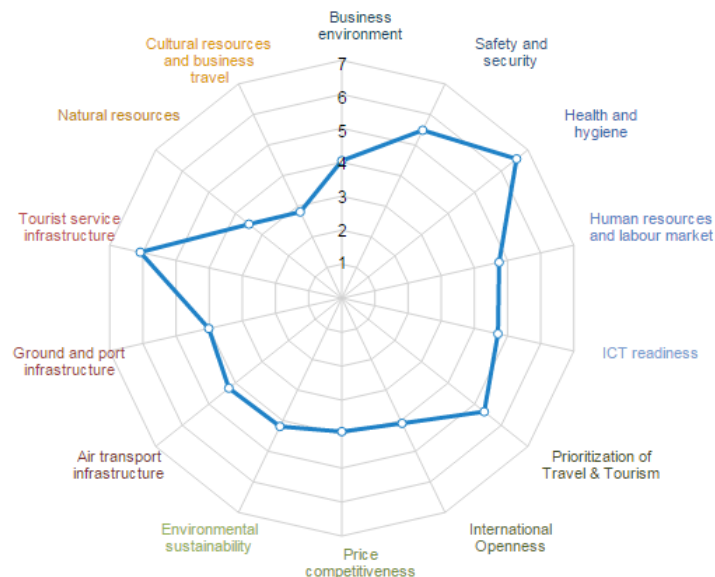 Business
environment
Safety and
security
Health and
hygiene
Human resources
and labour market
ICT readiness
Prioritization of
Travel & Tourism
International
Openness
Price
competitiveness
Environmental
sustainability
Air transport
infrastructure
Ground and port
infrastructure
Tourist service
infrastructure
Natural resources
Cultural resources
and business
travel
7
6
5
4
3
2
1